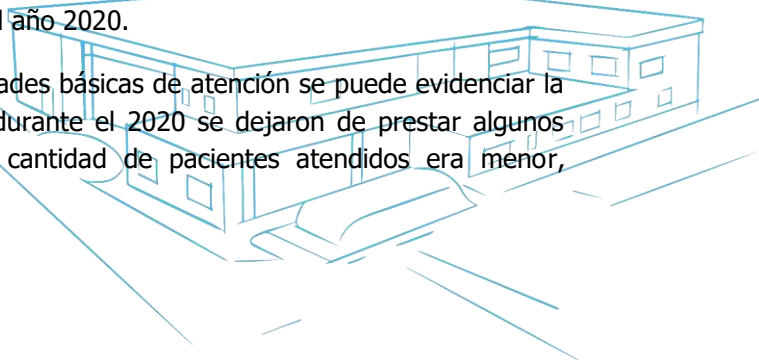 l año 2020.
ades básicas de atención se puede evidenciar la
durante el 2020 se dejaron de prestar algunos
cantidad de pacientes atendidos era menor,